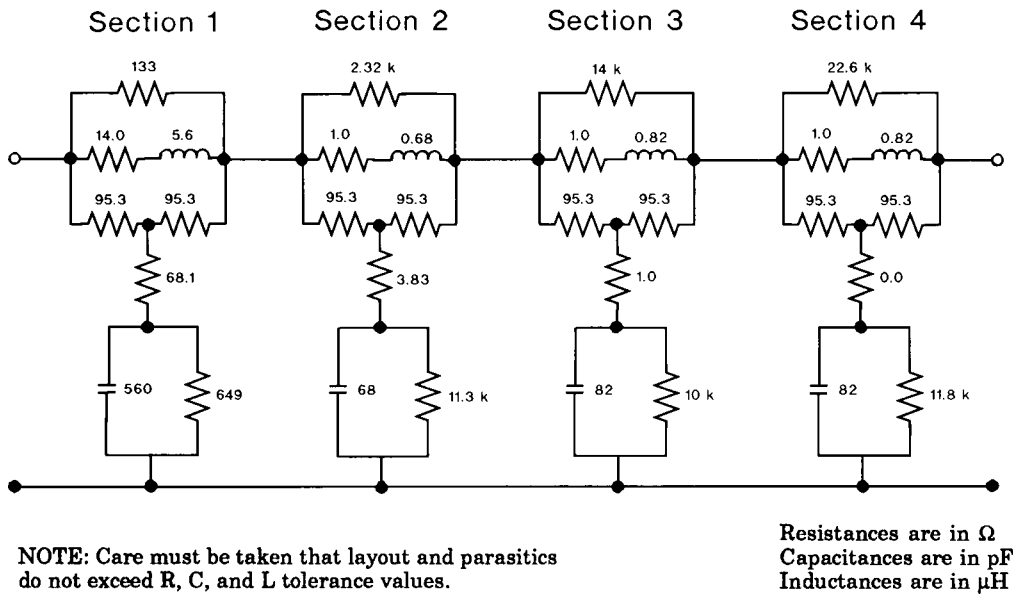 Section 1 Section 2 Section 3 Section 4
133 2.32 k 14 k 22.6 k
14.0 5.6 1.0 0.68 1.0 0.82 1.0 0.82
95.3 95.3 95.3 95.3 95.3 95.3 95.3 95.3
68.1 3.83 1.0 0.0
560 649 68 11.3 k 82 10 k 82 11.8 k
NOTE: Care must be taken that layout and parasitics
do not exceed R, C, and L tolerance values.
Resistances are in Ω
Capacitances are in pF
Inductances are in μH